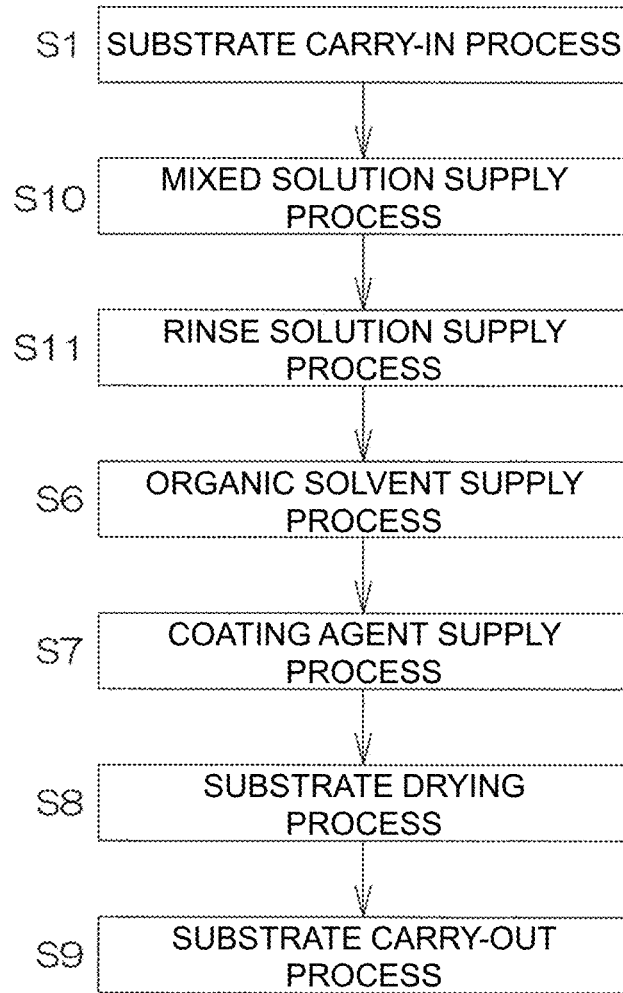 S1 SUBSTRATE CARRY-IN PROCESS
S10 MIXED SOLUTION SUPPLY
PROCESS
S11 RINSE SOLUTION SUPPLY
PROCESS
S6 ORGANIC SOLVENT SUPPLY
PROCESS
S7 COATING AGENT SUPPLY
PROCESS
S8 SUBSTRATE DRYING
PROCESS
S9 SUBSTRATE CARRY-OUT
PROCESS